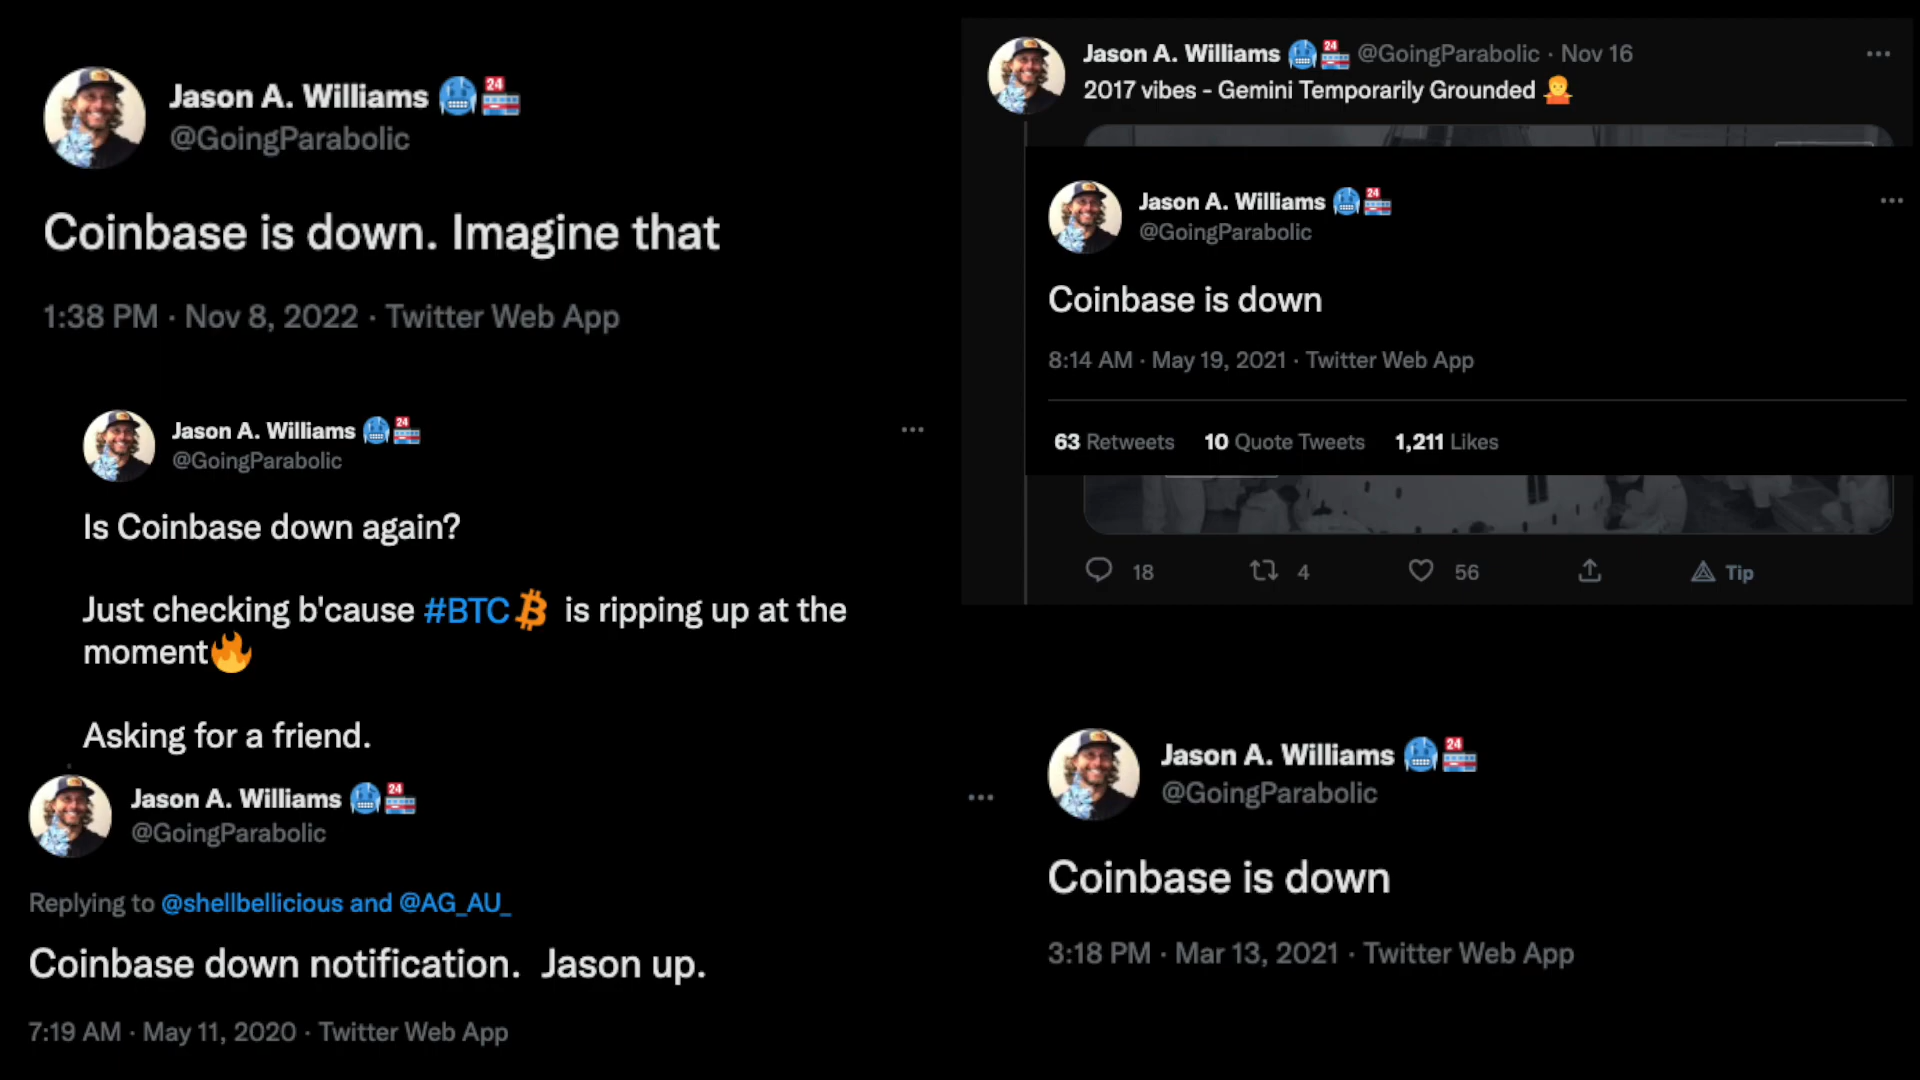 Jason A. Williams 🥶🏪
@GoingParabolic
Coinbase is down. Imagine that
1:38 PM · Nov 8, 2022 · Twitter Web App
Jason A. Williams 🥶🏪
@GoingParabolic
Is Coinbase down again?
Just checking b'cause #BTC is ripping up at the
moment🔥
Asking for a friend.
Jason A. Williams 🥶🏪
@GoingParabolic
Replying to @shellbellicious and @AG_AU_
Coinbase down notification. Jason up.
7:19 AM · May 11, 2020 · Twitter Web App
Jason A. Williams 🥶🏪 @GoingParabolic · Nov 16
2017 vibes - Gemini Temporarily Grounded 🤷
Jason A. Williams 🥶🏪
@GoingParabolic
Coinbase is down
8:14 AM · May 19, 2021 · Twitter Web App
63 Retweets 10 Quote Tweets 1,211 Likes
18 4 56 Tip
Jason A. Williams 🥶🏪
@GoingParabolic
Coinbase is down
3:18 PM · Mar 13, 2021 · Twitter Web App